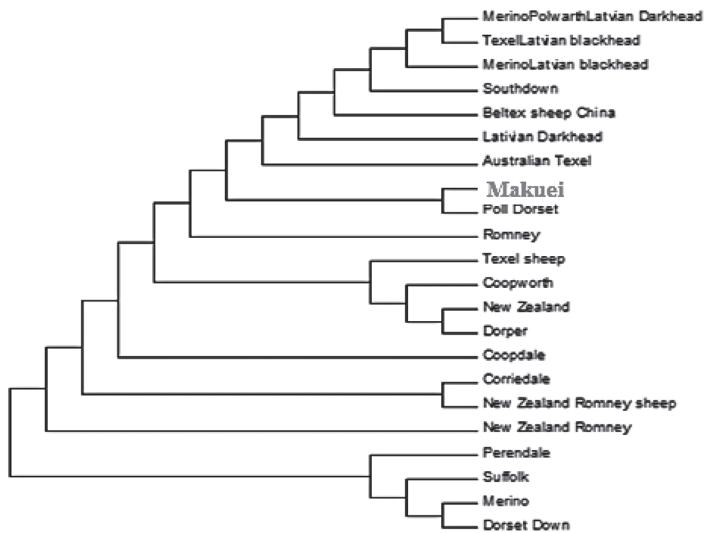 MerinoPolwarthLatvian Darkhead
TexelLatvian blackhead
MerinoLatvian blackhead
Southdown
Beltex sheep China
Lativian Darkhead
Australian Texel
Makuei
Poll Dorset
Romney
Texel sheep
Coopworth
New Zealand
Dorper
Coopdale
Corriedale
New Zealand Romney sheep
New Zealand Romney
Perendale
Suffolk
Merino
Dorset Down